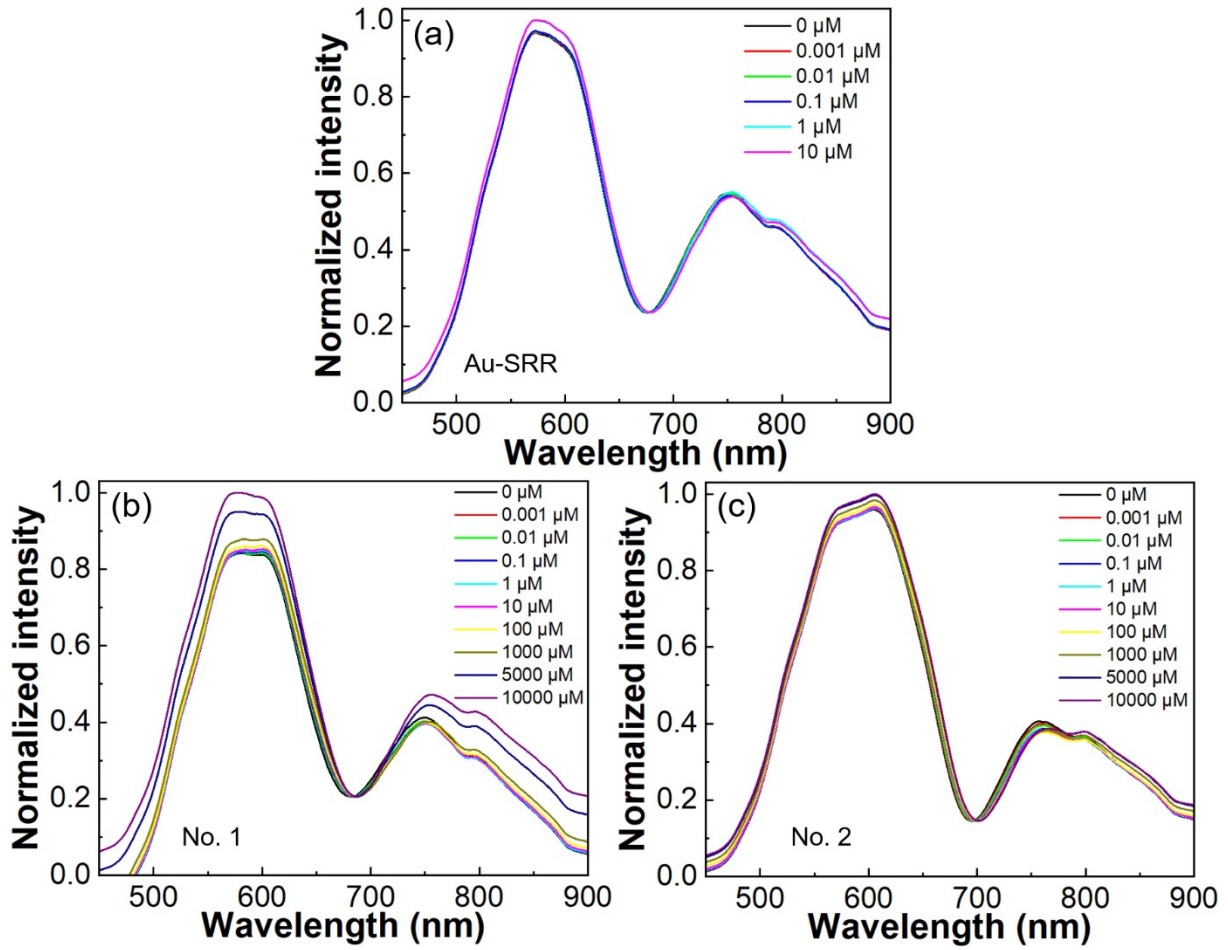 (a)
0 µM
0.001 µM
0.01 µM
0.1 µM
1 µM
10 µM
Au-SRR
1.0
0.8
0.6
0.4
0.2
0.0
500
600
700
800
900
Normalized intensity
Wavelength (nm)
(b)
0 µM
0.001 µM
0.01 µM
0.1 µM
1 µM
10 µM
100 µM
1000 µM
5000 µM
10000 µM
No. 1
1.0
0.8
0.6
0.4
0.2
0.0
500
600
700
800
900
Normalized intensity
Wavelength (nm)
(c)
0 µM
0.001 µM
0.01 µM
0.1 µM
1 µM
10 µM
100 µM
1000 µM
5000 µM
10000 µM
No. 2
1.0
0.8
0.6
0.4
0.2
0.0
500
600
700
800
900
Normalized intensity
Wavelength (nm)